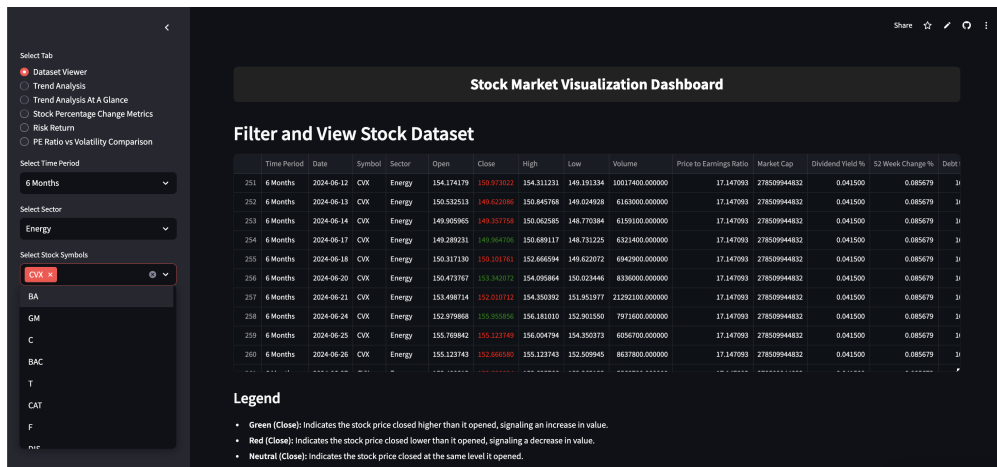 Share
Select Tab
Dataset Viewer
Trend Analysis
Trend Analysis At A Glance
Stock Percentage Change Metrics
Risk Return
PE Ratio vs Volatility Comparison
Select Time Period
6 Months
Select Sector
Energy
Select Stock Symbols
CVX ×
BA
GM
C
BAC
T
CAT
F
DIS
Stock Market Visualization Dashboard
Filter and View Stock Dataset
Time Period Date Symbol Sector Open Close High Low Volume Price to Earnings Ratio Market Cap Dividend Yield % 52 Week Change % Debt
251 6 Months 2024-06-12 CVX Energy 154.174179 150.973022 154.311231 149.191334 10017400.000000 17.147093 278509944832 0.041500 0.085679
252 6 Months 2024-06-13 CVX Energy 150.532513 149.622086 150.845768 149.024928 6163000.000000 17.147093 278509944832 0.041500 0.085679
253 6 Months 2024-06-14 CVX Energy 149.905965 149.357758 150.062585 148.770384 6159100.000000 17.147093 278509944832 0.041500 0.085679
254 6 Months 2024-06-17 CVX Energy 149.289231 149.964706 150.689117 148.731225 6321400.000000 17.147093 278509944832 0.041500 0.085679
255 6 Months 2024-06-18 CVX Energy 150.317130 150.101761 152.666594 149.622072 6942900.000000 17.147093 278509944832 0.041500 0.085679
256 6 Months 2024-06-20 CVX Energy 150.473767 153.342072 154.095864 150.023446 8336000.000000 17.147093 278509944832 0.041500 0.085679
257 6 Months 2024-06-21 CVX Energy 153.498714 152.010712 154.350392 151.951977 21292100.000000 17.147093 278509944832 0.041500 0.085679
258 6 Months 2024-06-24 CVX Energy 152.979868 155.955856 156.181010 152.901550 7971600.000000 17.147093 278509944832 0.041500 0.085679
259 6 Months 2024-06-25 CVX Energy 155.769842 155.123749 156.004794 154.350373 6056700.000000 17.147093 278509944832 0.041500 0.085679
260 6 Months 2024-06-26 CVX Energy 155.123743 152.666580 155.123743 152.509945 8637800.000000 17.147093 278509944832 0.041500 0.085679
Legend
• Green (Close): Indicates the stock price closed higher than it opened, signaling an increase in value.
• Red (Close): Indicates the stock price closed lower than it opened, signaling a decrease in value.
• Neutral (Close): Indicates the stock price closed at the same level it opened.